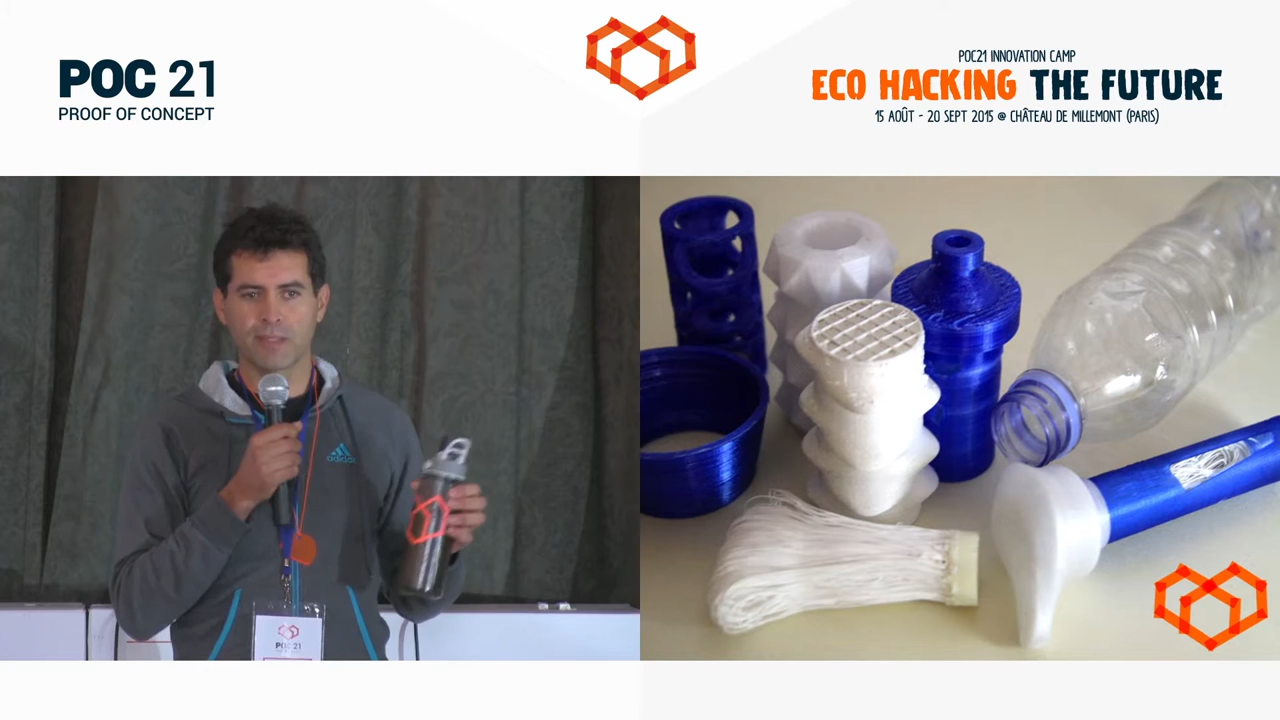 POC 21
PROOF OF CONCEPT
POC21 INNOVATION CAMP
ECO HACKING THE FUTURE
15 AOÛT - 20 SEPT 2015 @ CHÂTEAU DE MILLEMONT (PARIS)
adidas
POC21